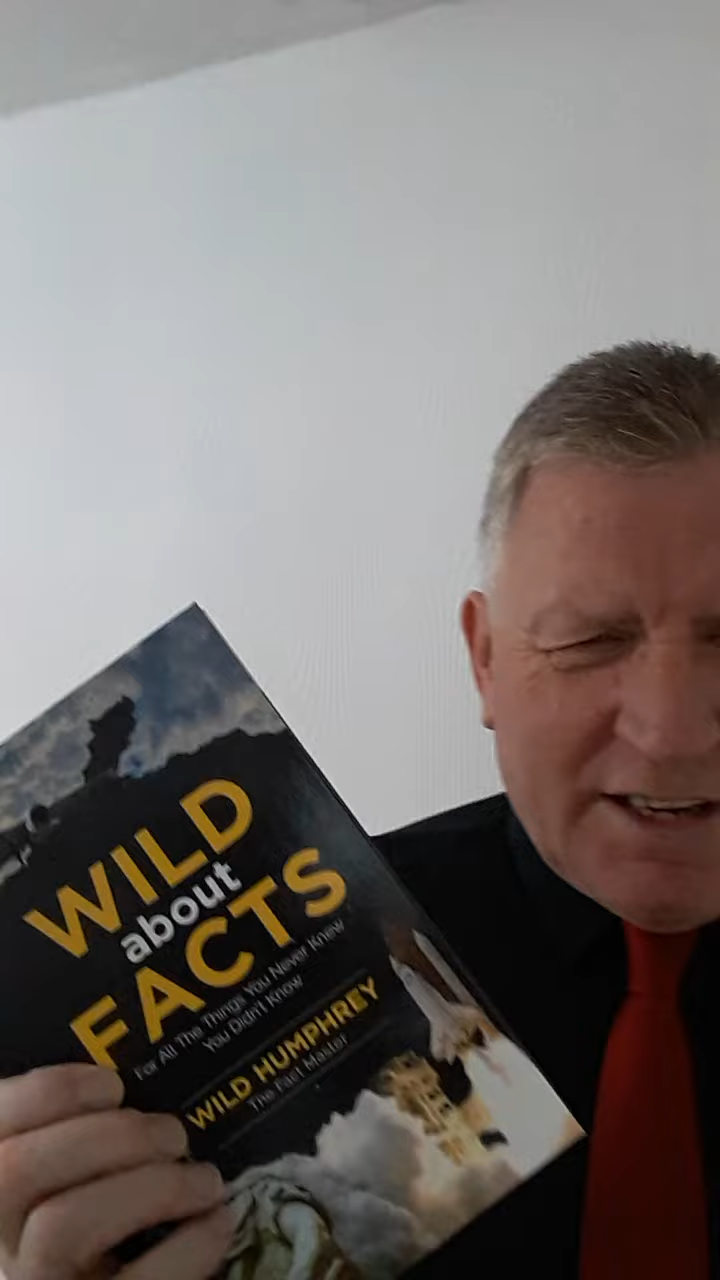 WILD
about
FACTS
For All The Things You Never Knew
You Didn't Know
WILD HUMPHREY
The Fact Master